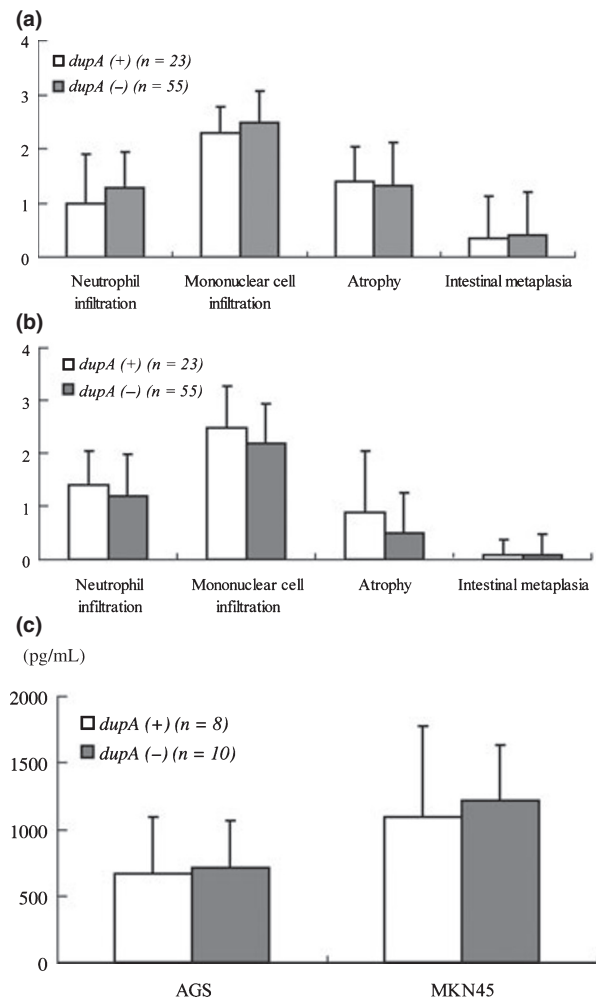 (a)
4
3
2
1
0
dupA (+) (n = 23)
dupA (–) (n = 55)
Neutrophil infiltration
Mononuclear cell infiltration
Atrophy
Intestinal metaplasia
(b)
4
3
2
1
0
dupA (+) (n = 23)
dupA (–) (n = 55)
Neutrophil infiltration
Mononuclear cell infiltration
Atrophy
Intestinal metaplasia
(c)
(pg/mL)
2000
1500
1000
500
0
dupA (+) (n = 8)
dupA (–) (n = 10)
AGS
MKN45